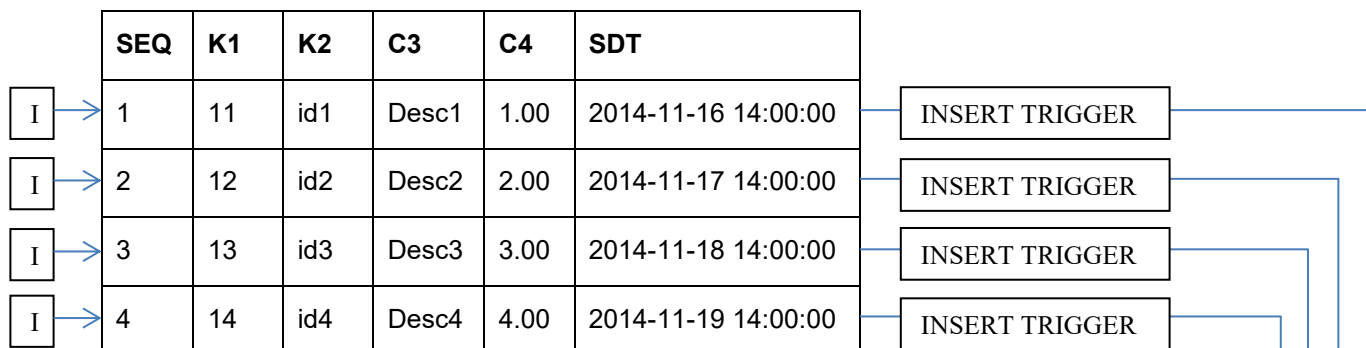 SEQ K1 K2 C3 C4 SDT
I 1 11 id1 Desc1 1.00 2014-11-16 14:00:00 INSERT TRIGGER
I 2 12 id2 Desc2 2.00 2014-11-17 14:00:00 INSERT TRIGGER
I 3 13 id3 Desc3 3.00 2014-11-18 14:00:00 INSERT TRIGGER
I 4 14 id4 Desc4 4.00 2014-11-19 14:00:00 INSERT TRIGGER